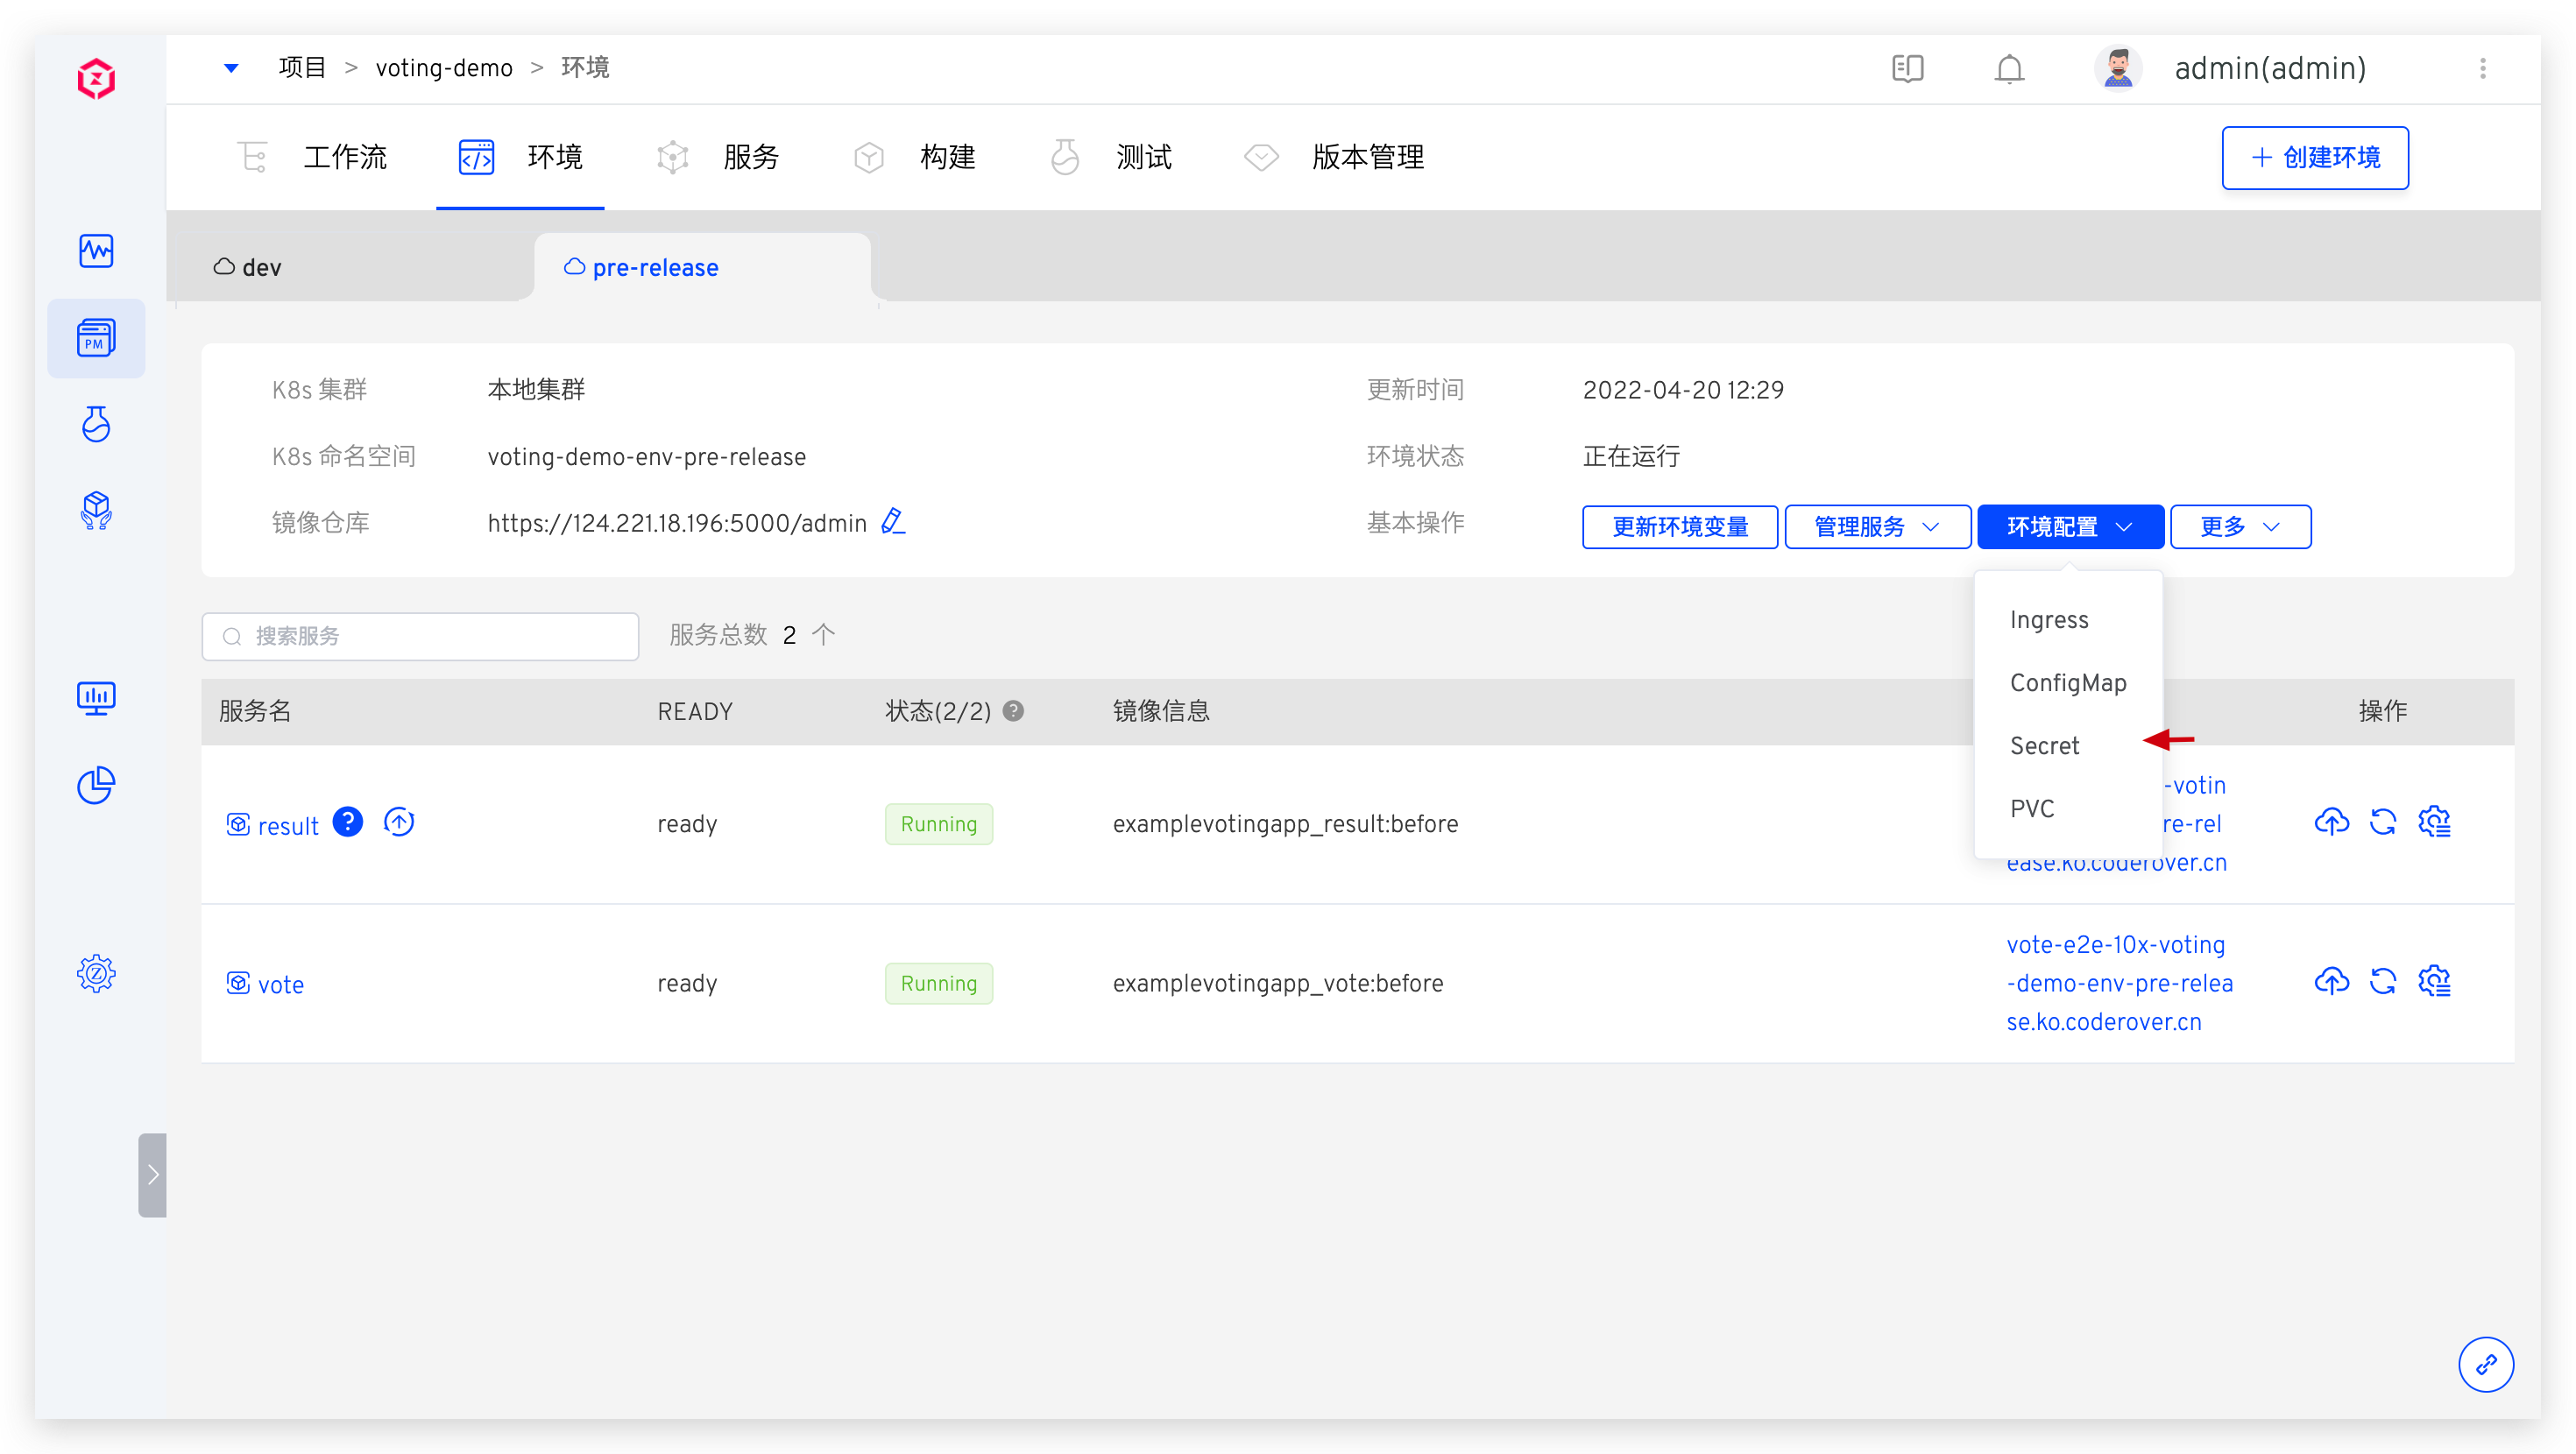 项目 > voting-demo > 环境
admin(admin)
工作流 环境 服务 构建 测试 版本管理
+ 创建环境
dev
pre-release
PM
K8s 集群 本地集群
更新时间 2022-04-20 12:29
K8s 命名空间 voting-demo-env-pre-release
环境状态 正在运行
镜像仓库 https://124.221.18.196:5000/admin
基本操作 更新环境变量 管理服务 环境配置 更多
Ingress
ConfigMap
Secret
PVC
搜索服务
服务总数 2 个
服务名 READY 状态(2/2) ? 镜像信息 操作
result ? ready Running examplevotingapp_result:before
-votin
re-rel
ease.ko.coderover.cn
vote ready Running examplevotingapp_vote:before
vote-e2e-10x-voting
-demo-env-pre-relea
se.ko.coderover.cn